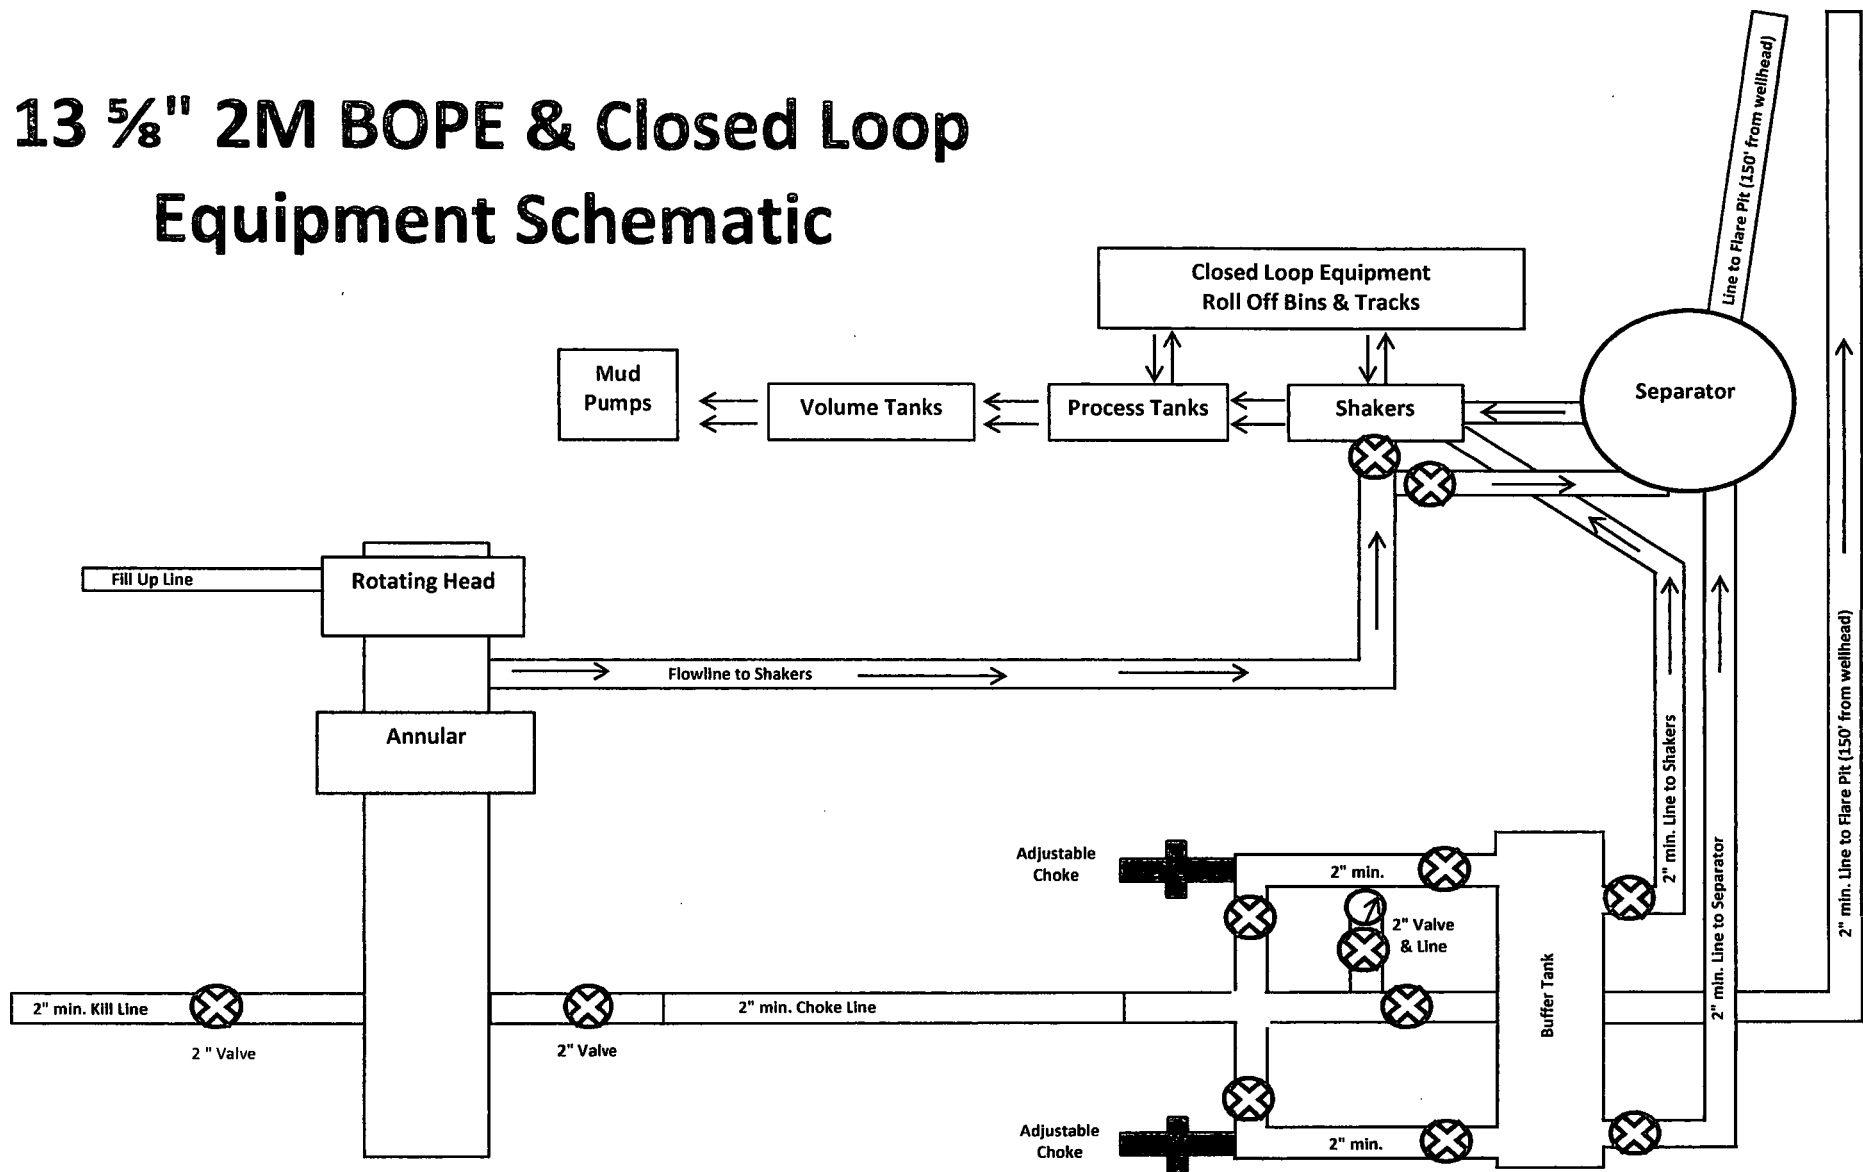 13 ⅝" 2M BOPE & Closed Loop
Equipment Schematic
Line to Flare Pit (150' from wellhead)
Closed Loop Equipment
Roll Off Bins & Tracks
Mud
Pumps
Volume Tanks
Process Tanks
Shakers
Separator
Fill Up Line
Rotating Head
Flowline to Shakers
Annular
2" min. Line to Shakers
2" min. Line to Separator
2" min. Line to Flare Pit (150' from wellhead)
Adjustable
Choke
2" min.
2" Valve
& Line
Buffer Tank
2" min. Kill Line
2 " Valve
2" Valve
2" min. Choke Line
Adjustable
Choke
2" min.